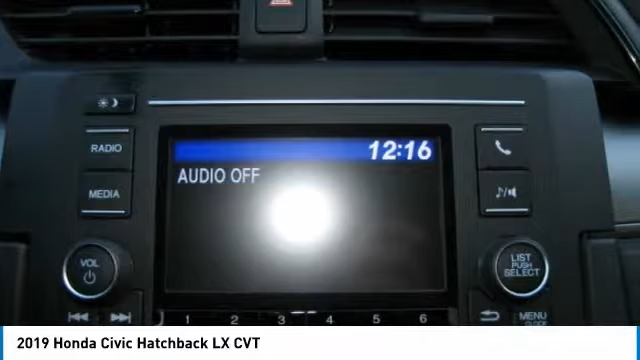 RADIO
MEDIA
VOL
12:16
AUDIO OFF
LIST
PUSH
SELECT
1 2 3 4 5 6
MENU
2019 Honda Civic Hatchback LX CVT